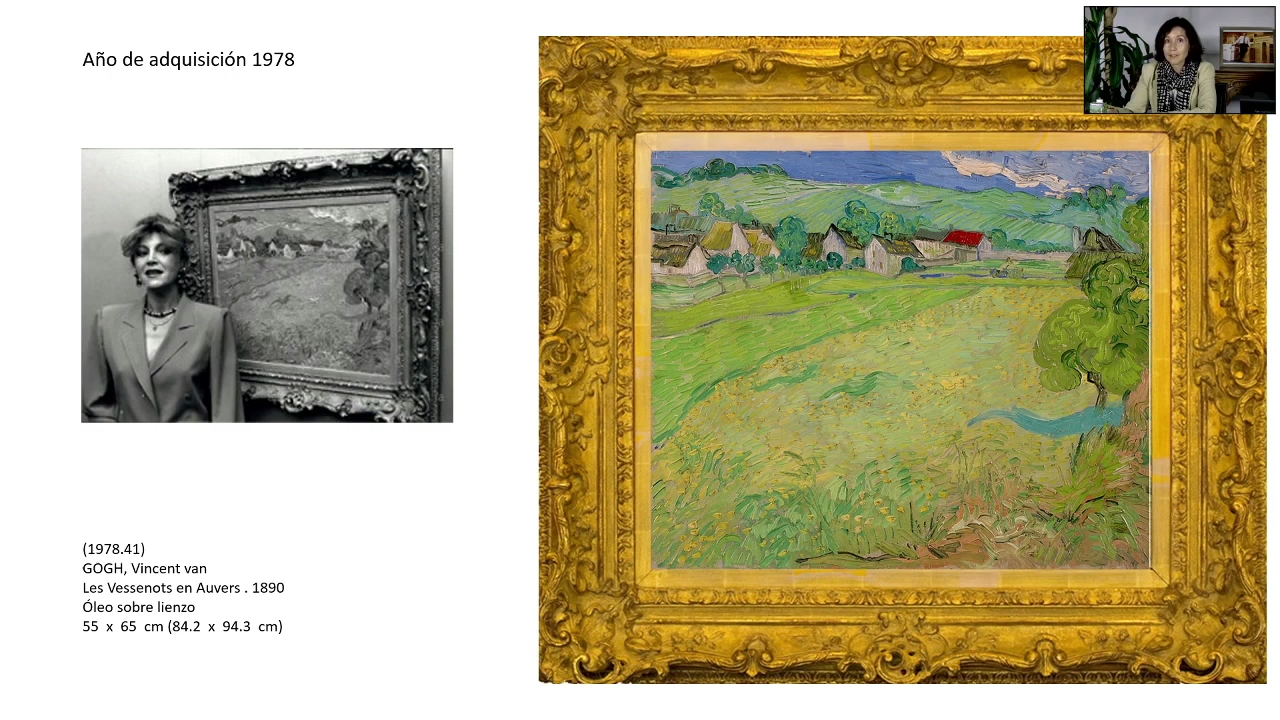 Año de adquisición 1978
(1978.41)
GOGH, Vincent van
Les Vessenots en Auvers . 1890
Óleo sobre lienzo
55 x 65 cm (84.2 x 94.3 cm)